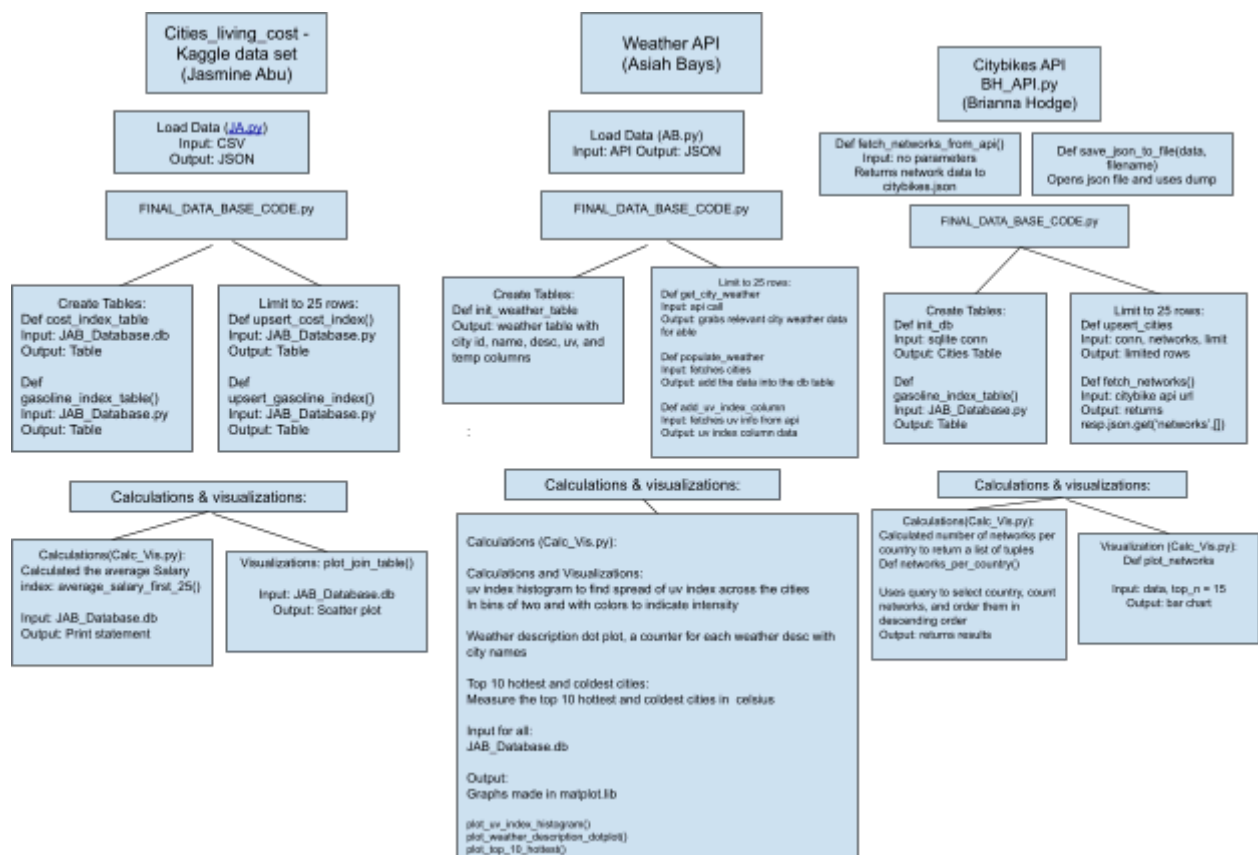 Cities_living_cost -
Kaggle data set
(Jasmine Abu)
Load Data (JA.py)
Input: CSV
Output: JSON
FINAL_DATA_BASE_CODE.py
Create Tables:
Def cost_index_table
Input: JAB_Database.db
Output: Table
Def
gasoline_index_table()
Input: JAB_Database.py
Output: Table
Limit to 25 rows:
Def upsert_cost_index()
Input: JAB_Database.py
Output: Table
Def
upsert_gasoline_index()
Input: JAB_Database.py
Output: Table
Calculations & visualizations:
Calculations(Calc_Vis.py):
Calculated the average Salary
index: average_salary_first_25()
Input: JAB_Database.db
Output: Print statement
Visualizations: plot_join_table()
Input: JAB_Database.db
Output: Scatter plot
Weather API
(Asiah Bays)
Load Data (AB.py)
Input: API Output: JSON
FINAL_DATA_BASE_CODE.py
Create Tables:
Def init_weather_table
Output: weather table with
city id, name, desc, uv, and
temp columns
:
Limit to 25 rows:
Def get_city_weather
Input: api call
Output: grabs relevant city weather data
for able
Def populate_weather
Input: fetches cities
Output: add the data into the db table
Def add_uv_index_column
Input: fetches uv info from api
Output: uv index column data
Calculations & visualizations:
Calculations (Calc_Vis.py):
Calculations and Visualizations:
uv index histogram to find spread of uv index across the cities
In bins of two and with colors to indicate intensity
Weather description dot plot, a counter for each weather desc with
city names
Top 10 hottest and coldest cities:
Measure the top 10 hottest and coldest cities in celsius
Input for all:
JAB_Database.db
Output:
Graphs made in matplot.lib
plot_uv_index_histagram()
plot_weather_description_dotplot()
plot_top_10_hottest()
Citybikes API
BH_API.py
(Brianna Hodge)
Def fetch_networks_from_api()
Input: no parameters
Returns network data to
citybikes.json
Def save_json_to_file(data,
filename)
Opens json file and uses dump
FINAL_DATA_BASE_CODE.py
Create Tables:
Def init_db
Input: sqlite conn
Output: Cities Table
Def
gasoline_index_table()
Input: JAB_Database.py
Output: Table
Limit to 25 rows:
Def upsert_cities
Input: conn, networks, limit
Output: limited rows
Def fetch_networks()
Input: citybike api url
Output: returns
resp.json.get('networks',[])
Calculations & visualizations:
Calculations(Calc_Vis.py):
Calculated number of networks per
country to return a list of tuples
Def networks_per_country()
Uses query to select country, count
networks, and order them in
descending order
Output: returns results
Visualization (Calc_Vis.py):
Def plot_networks
Input: data, top_n = 15
Output: bar chart